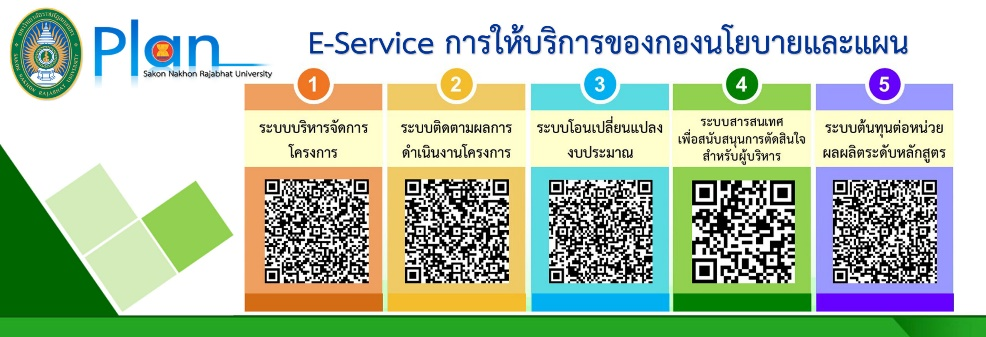 Plan
Sakon Nakhon Rajabhat University
E-Service การให้บริการของกองนโยบายและแผน
1
ระบบบริหารจัดการ
โครงการ
2
ระบบติดตามผลการ
ดำเนินงานโครงการ
3
ระบบโอนเปลี่ยนแปลง
งบประมาณ
4
ระบบสารสนเทศ
เพื่อสนับสนุนการตัดสินใจ
สำหรับผู้บริหาร
5
ระบบต้นทุนต่อหน่วย
ผลผลิตระดับหลักสูตร